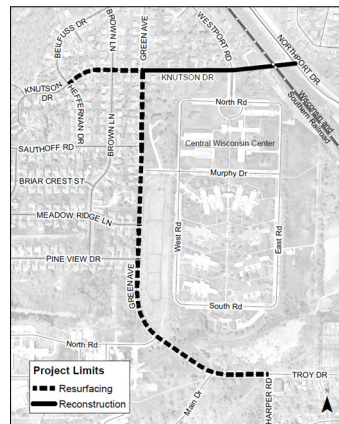 BEILFUSS DR
BROWN LN
GREEN AVE
WESTPORT RD
NORTHPORT DR
KNUTSON
DR
HEFFERNAN DR
KNUTSON DR
Wisconsin and
Southern Railroad
North Rd
BROWN LN
SAUTHOFF RD
Central Wisconsin Center
Murphy Dr
BRIAR CREST ST
MEADOW RIDGE LN
West Rd
East Rd
PINE VIEW DR
GREEN AVE
South Rd
North Rd
Project Limits
Resurfacing
Reconstruction
Main Dr
HARPER RD
TROY DR
N